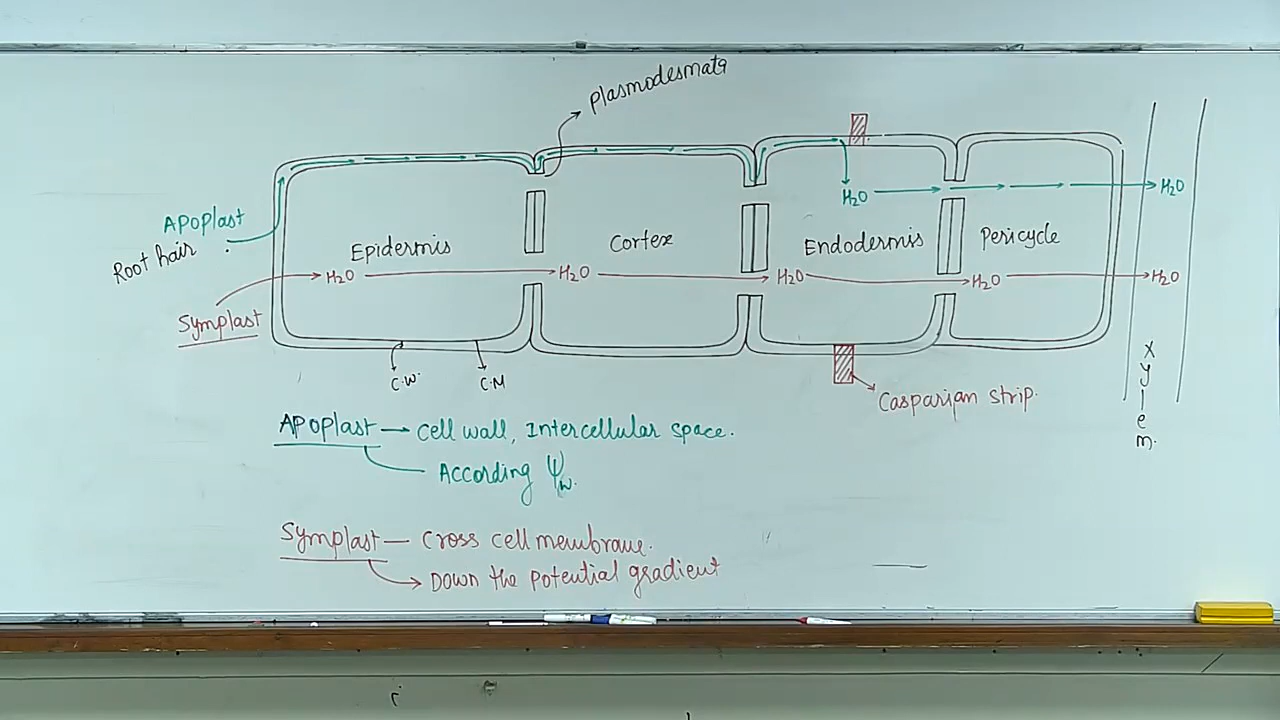 Plasmodesmata
H₂O
H₂O
APoplast
Root hair
Epidermis
Cortex
Endodermis
Pericycle
H₂O
H₂O
H₂O
H₂O
H₂O
Symplast
C.W.
C.M
Casparian strip.
Xylem.
APoplast → cell wall, Intercellular space.
According Ψw.
Symplast — cross cell membrane.
→ Down the potential gradient